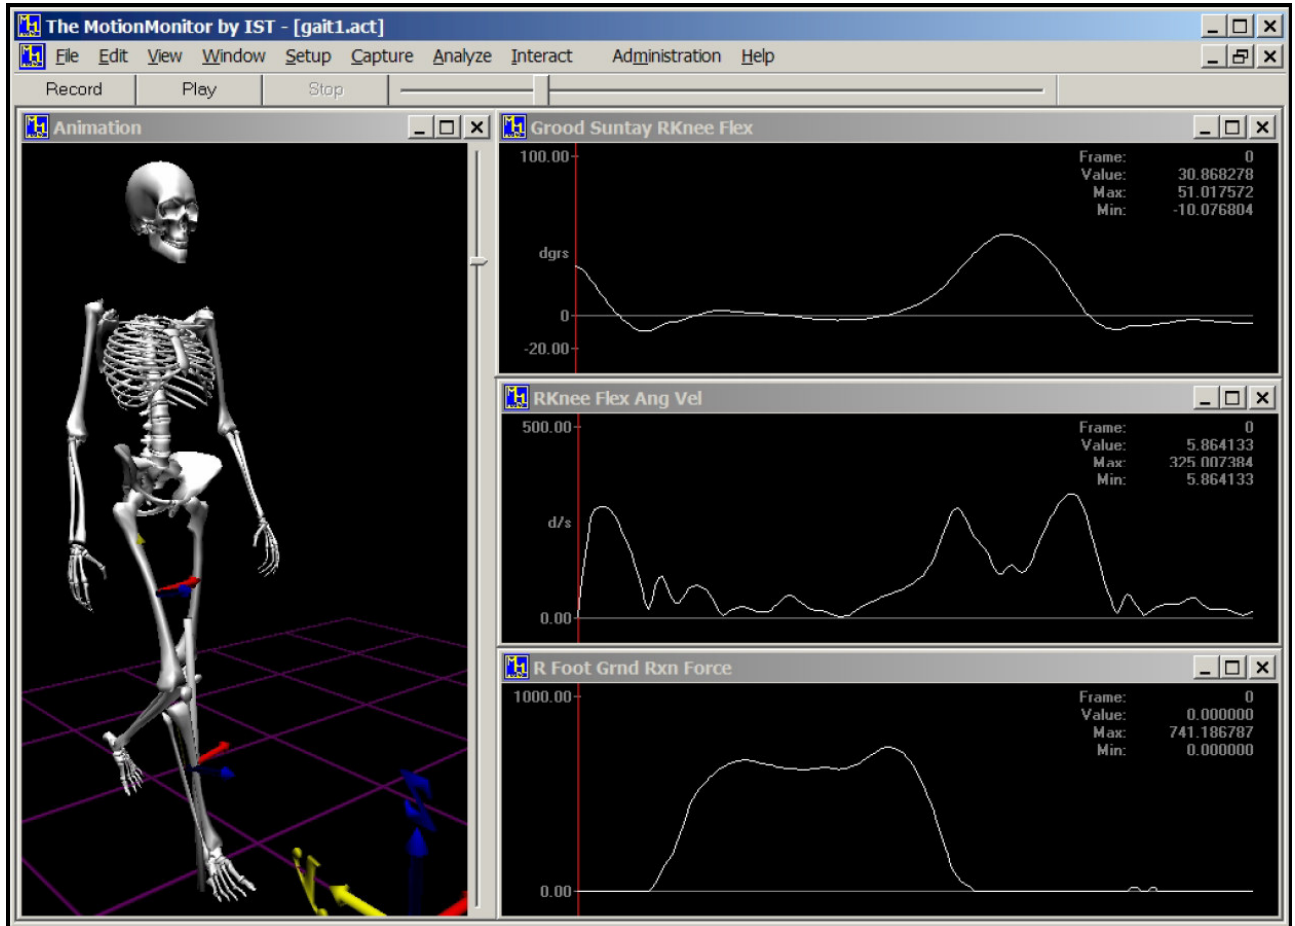 The MotionMonitor by IST - [gait1.act]
File Edit View Window Setup Capture Analyze Interact Administration Help
Record Play Stop
Animation
Grood Suntay RKnee Flex
100.00
dgrs
0
-20.00
Frame: 0
Value: 30.868278
Max: 51.017572
Min: -10.076804
RKnee Flex Ang Vel
500.00
d/s
0.00
Frame: 0
Value: 5.864133
Max: 325.007384
Min: 5.864133
R Foot Grnd Rxn Force
1000.00
0.00
Frame: 0
Value: 0.000000
Max: 741.186787
Min: 0.000000